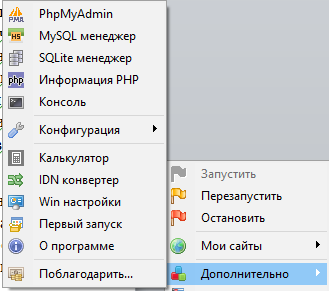 PhpMyAdmin
MySQL менеджер
SQLite менеджер
Информация PHP
Консоль
Конфигурация
Калькулятор
IDN конвертер
Win настройки
Первый запуск
О программе
Поблагодарить...
Запустить
Перезапустить
Остановить
Мои сайты
Дополнительно